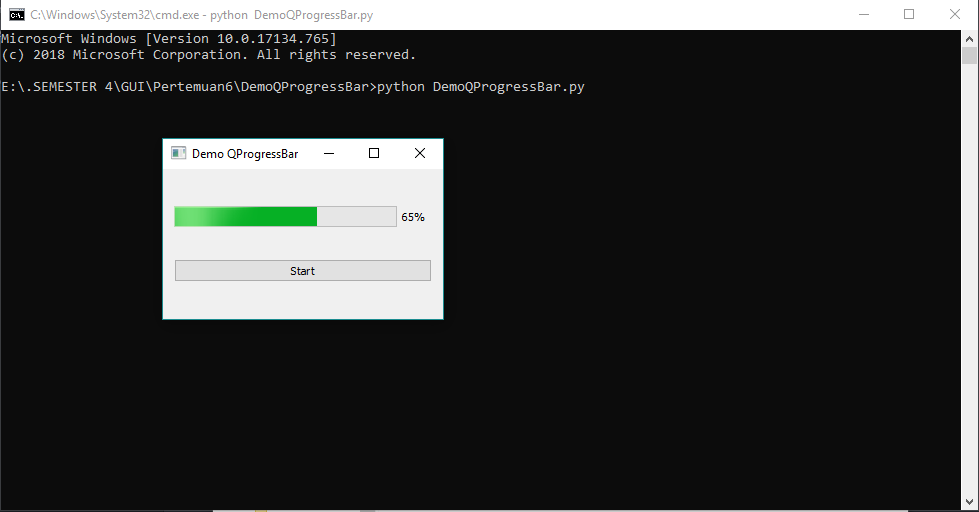 C:\Windows\System32\cmd.exe - python  DemoQProgressBar.py
Microsoft Windows [Version 10.0.17134.765]
(c) 2018 Microsoft Corporation. All rights reserved.
E:\.SEMESTER 4\GUI\Pertemuan6\DemoQProgressBar>python DemoQProgressBar.py
Demo QProgressBar
65%
Start